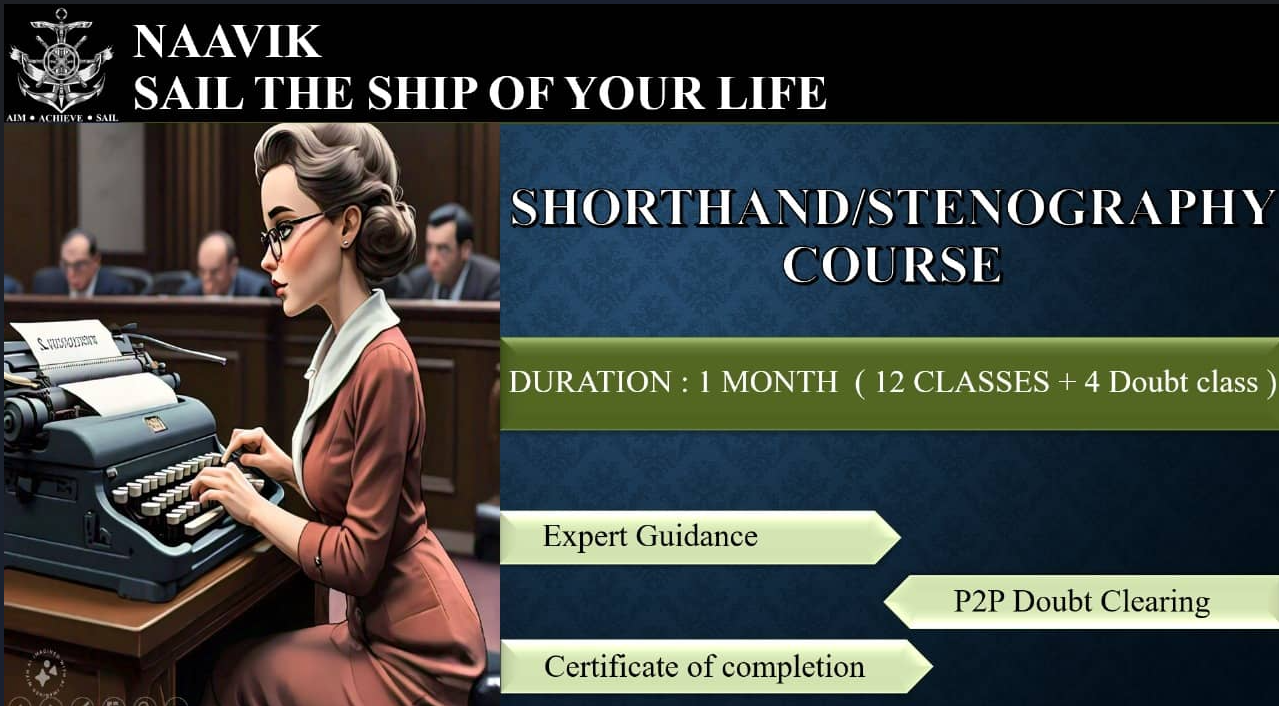 NAAVIK
SAIL THE SHIP OF YOUR LIFE
AIM • ACHIEVE • SAIL
SHORTHAND/STENOGRAPHY
COURSE
DURATION : 1 MONTH ( 12 CLASSES + 4 Doubt class )
Expert Guidance
P2P Doubt Clearing
Certificate of completion